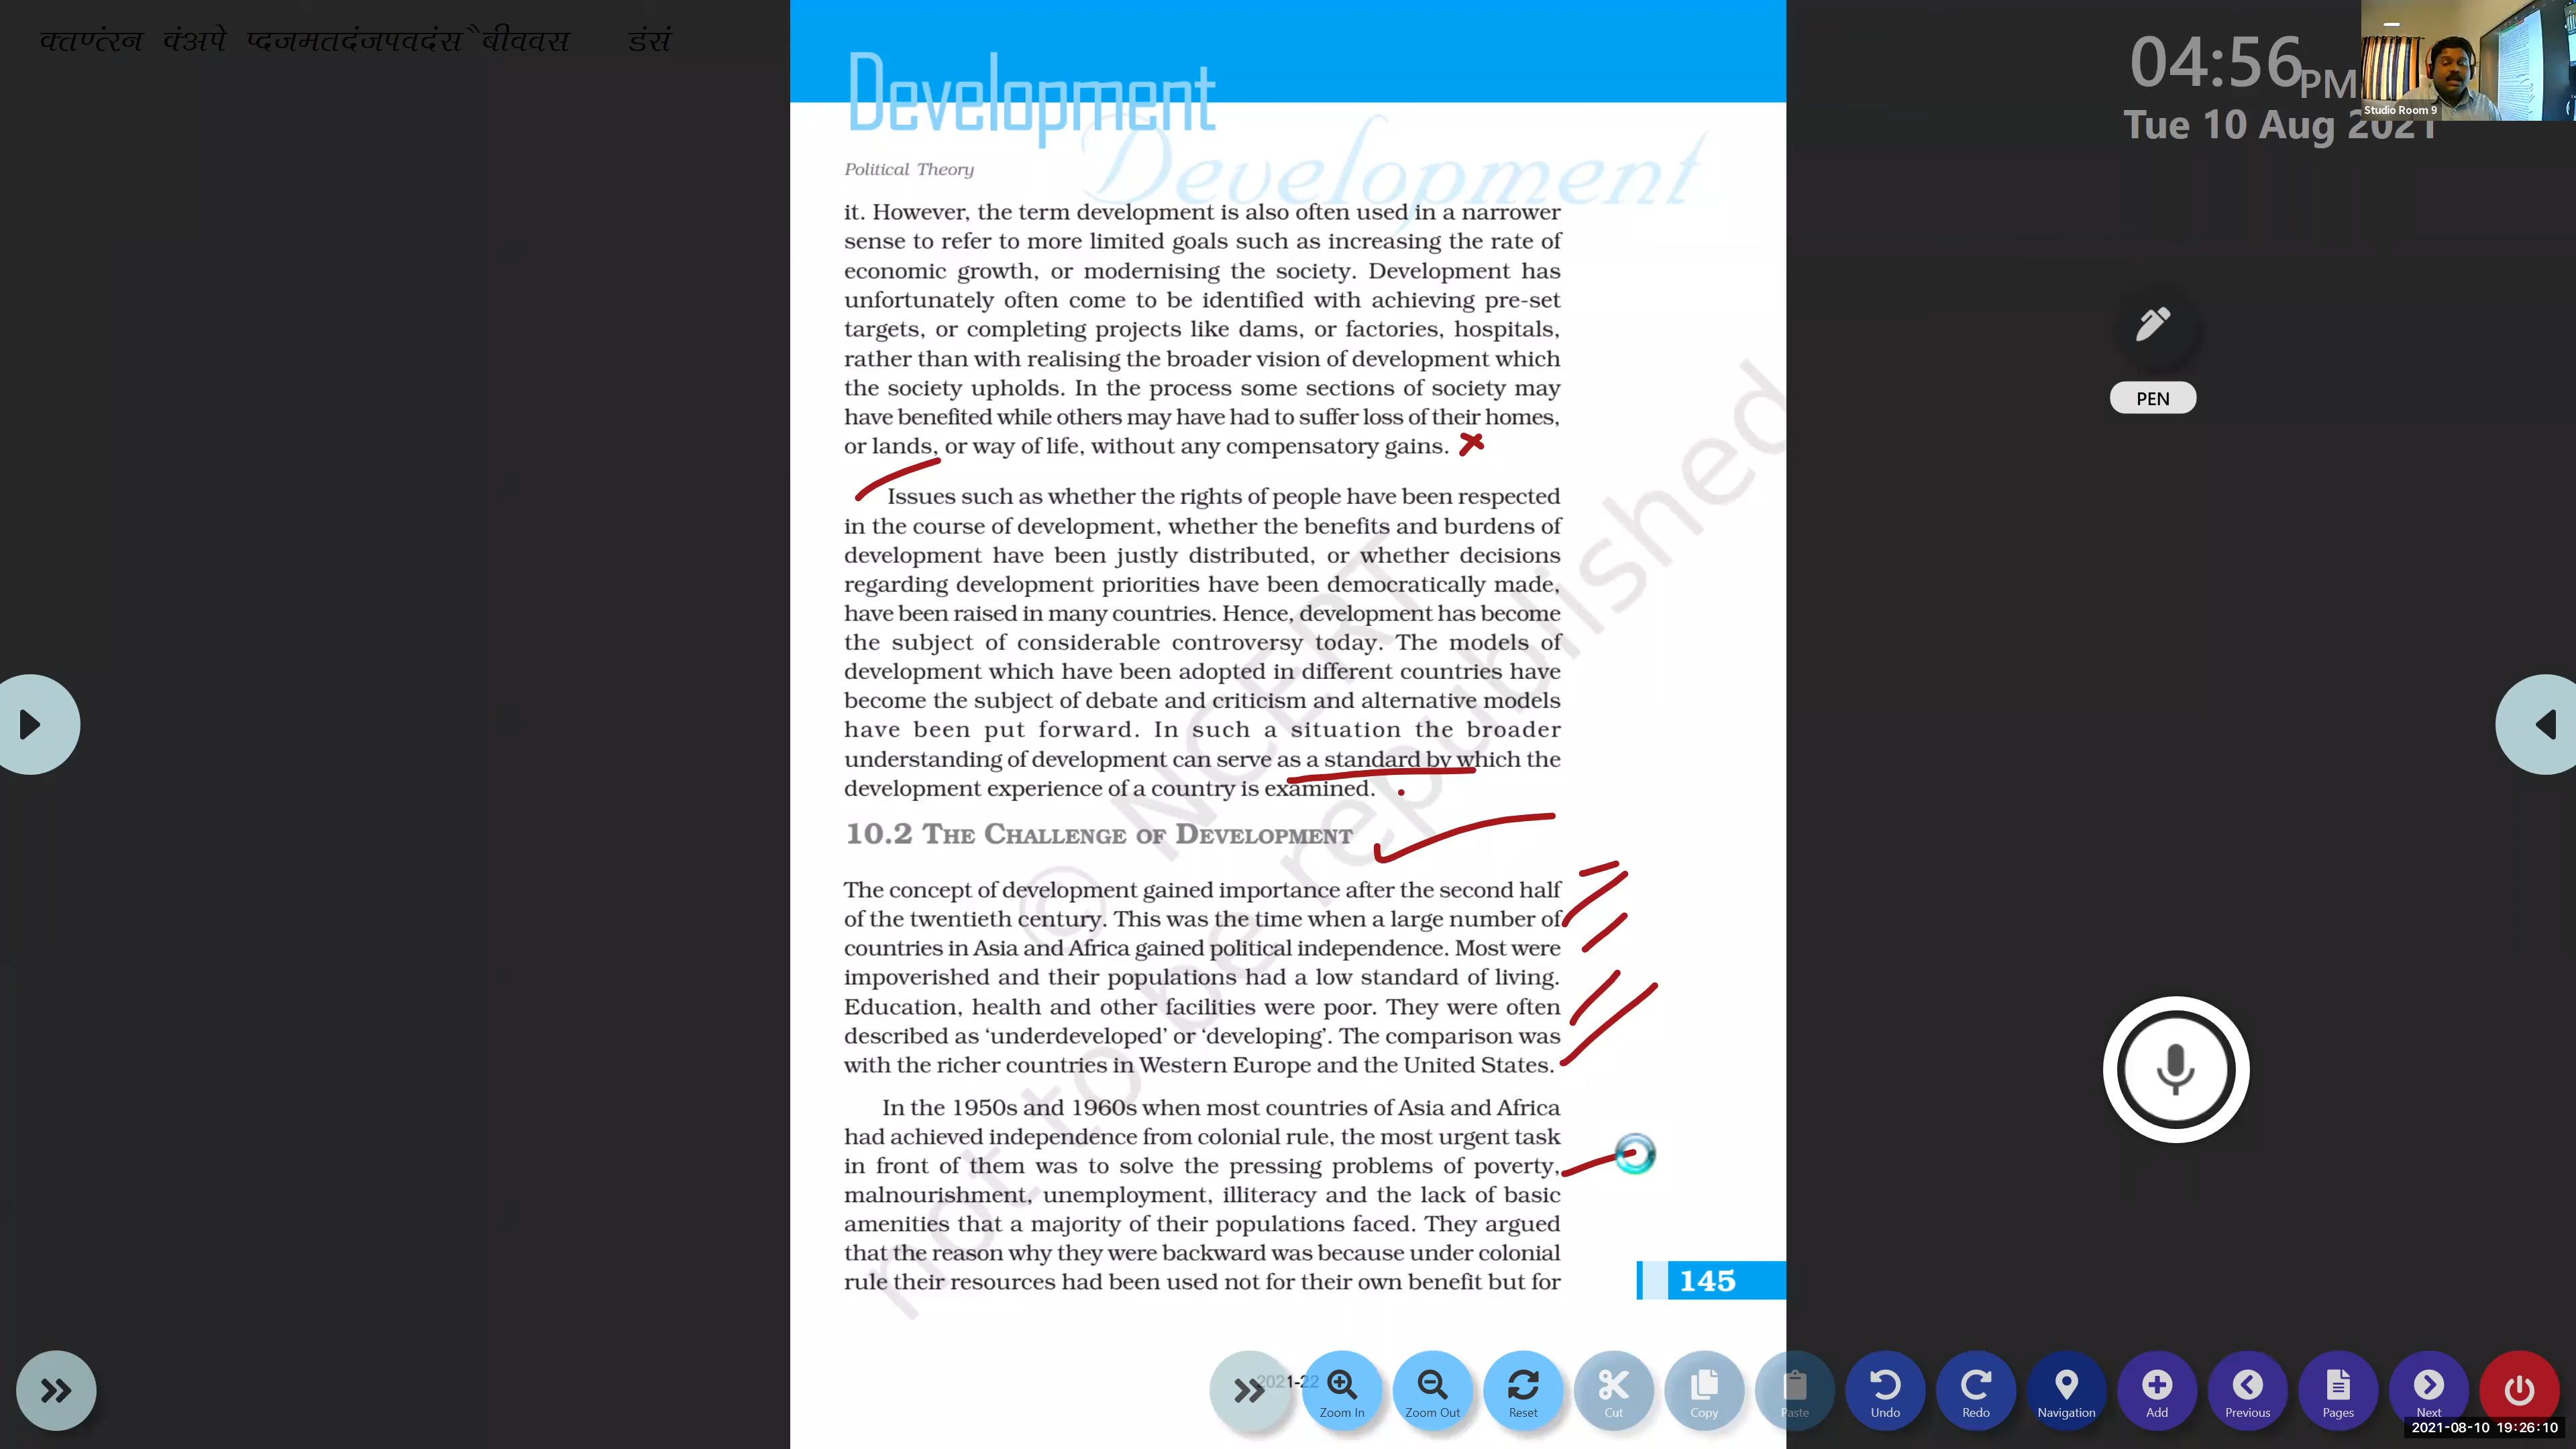 क्तण्त्ंरन क्ंअपे प्दजमतदंजपवदंस ैबीववस डंसं
04:56 PM
Tue 10 Aug 2021
Studio Room 9
Development
Development
Political Theory
it. However, the term development is also often used in a narrower
sense to refer to more limited goals such as increasing the rate of
economic growth, or modernising the society. Development has
unfortunately often come to be identified with achieving pre-set
targets, or completing projects like dams, or factories, hospitals,
rather than with realising the broader vision of development which
the society upholds. In the process some sections of society may
have benefited while others may have had to suffer loss of their homes,
or lands, or way of life, without any compensatory gains.
Issues such as whether the rights of people have been respected
in the course of development, whether the benefits and burdens of
development have been justly distributed, or whether decisions
regarding development priorities have been democratically made,
have been raised in many countries. Hence, development has become
the subject of considerable controversy today. The models of
development which have been adopted in different countries have
become the subject of debate and criticism and alternative models
have been put forward. In such a situation the broader
understanding of development can serve as a standard by which the
development experience of a country is examined.
10.2 THE CHALLENGE OF DEVELOPMENT
The concept of development gained importance after the second half
of the twentieth century. This was the time when a large number of
countries in Asia and Africa gained political independence. Most were
impoverished and their populations had a low standard of living.
Education, health and other facilities were poor. They were often
described as ‘underdeveloped’ or ‘developing’. The comparison was
with the richer countries in Western Europe and the United States.
In the 1950s and 1960s when most countries of Asia and Africa
had achieved independence from colonial rule, the most urgent task
in front of them was to solve the pressing problems of poverty,
malnourishment, unemployment, illiteracy and the lack of basic
amenities that a majority of their populations faced. They argued
that the reason why they were backward was because under colonial
rule their resources had been used not for their own benefit but for
145
© NCERT
not to be republished
PEN
2021-22
Zoom In
Zoom Out
Reset
Cut
Copy
Paste
Undo
Redo
Navigation
Add
Previous
Pages
Next
2021-08-10 19:26:10